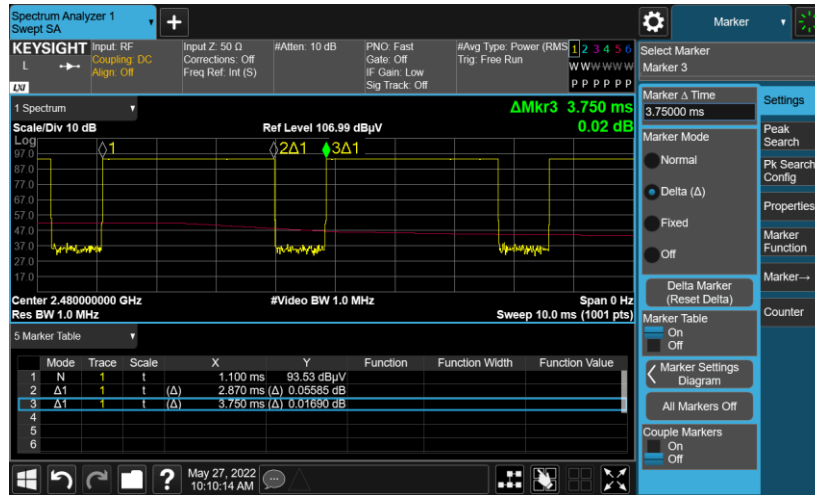 Spectrum Analyzer 1
Swept SA
Marker
KEYSIGHT
L
LXI
Input: RF
Coupling: DC
Align: Off
Input Z: 50 Ω
Corrections: Off
Freq Ref: Int (S)
#Atten: 10 dB
PNO: Fast
Gate: Off
IF Gain: Low
Sig Track: Off
#Avg Type: Power (RMS
Trig: Free Run
1 2 3 4 5 6
W W W W W W
P P P P P P
1 Spectrum
ΔMkr3 3.750 ms
0.02 dB
Scale/Div 10 dB
Ref Level 106.99 dBµV
Log
97.0
87.0
77.0
67.0
57.0
47.0
37.0
27.0
17.0
1
2Δ1
3Δ1
Center 2.480000000 GHz
#Video BW 1.0 MHz
Span 0 Hz
Res BW 1.0 MHz
Sweep 10.0 ms (1001 pts)
5 Marker Table
Mode Trace Scale X Y Function Function Width Function Value
1 N 1 t 1.100 ms 93.53 dBµV
2 Δ1 1 t (Δ) 2.870 ms (Δ) 0.05585 dB
3 Δ1 1 t (Δ) 3.750 ms (Δ) 0.01690 dB
4
5
6
May 27, 2022
10:10:14 AM
Select Marker
Marker 3
Marker Δ Time
3.75000 ms
Marker Mode
Normal
Delta (Δ)
Fixed
Off
Delta Marker
(Reset Delta)
Marker Table
On
Off
Marker Settings
Diagram
All Markers Off
Couple Markers
On
Off
Settings
Peak
Search
Pk Search
Config
Properties
Marker
Function
Marker→
Counter